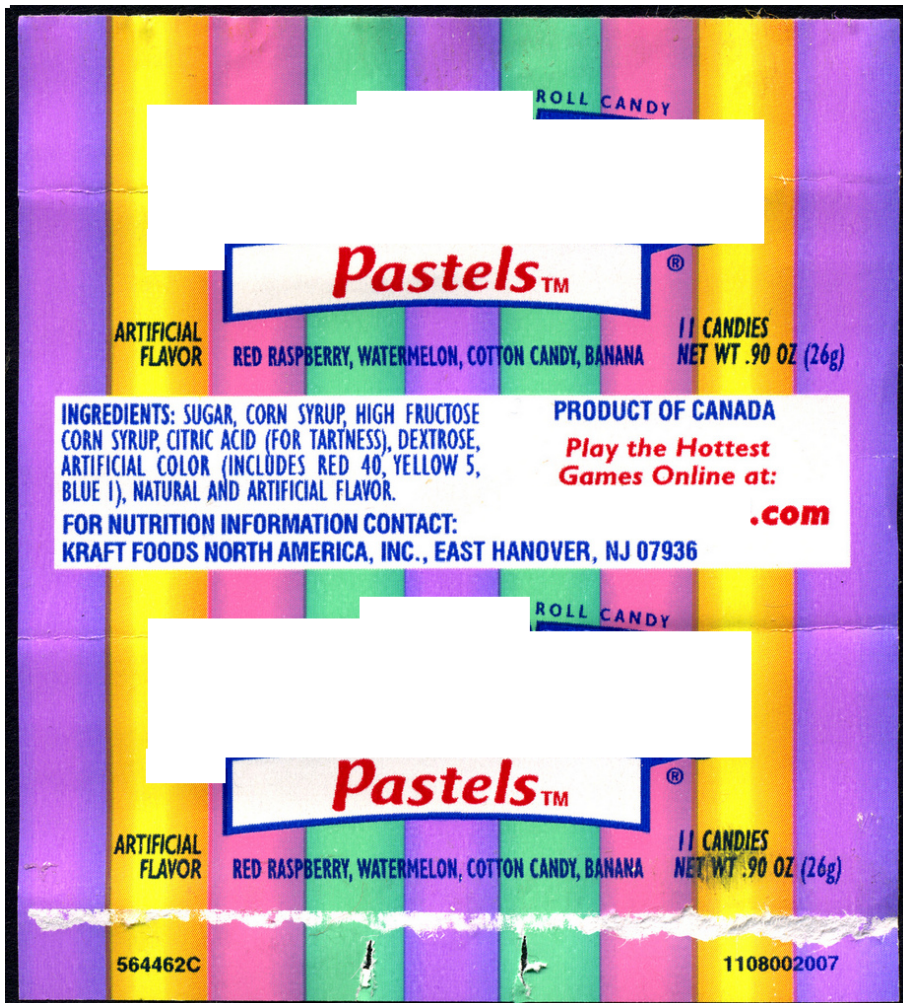 ROLL CANDY
Pastels™
®
ARTIFICIAL
FLAVOR
RED RASPBERRY, WATERMELON, COTTON CANDY, BANANA
11 CANDIES
NET WT .90 OZ (26g)
INGREDIENTS: SUGAR, CORN SYRUP, HIGH FRUCTOSE
CORN SYRUP, CITRIC ACID (FOR TARTNESS), DEXTROSE,
ARTIFICIAL COLOR (INCLUDES RED 40, YELLOW 5,
BLUE 1), NATURAL AND ARTIFICIAL FLAVOR.
FOR NUTRITION INFORMATION CONTACT:
KRAFT FOODS NORTH AMERICA, INC., EAST HANOVER, NJ 07936
PRODUCT OF CANADA
Play the Hottest
Games Online at:
.com
ROLL CANDY
Pastels™
®
ARTIFICIAL
FLAVOR
RED RASPBERRY, WATERMELON, COTTON CANDY, BANANA
11 CANDIES
NET WT .90 OZ (26g)
564462C
1108002007